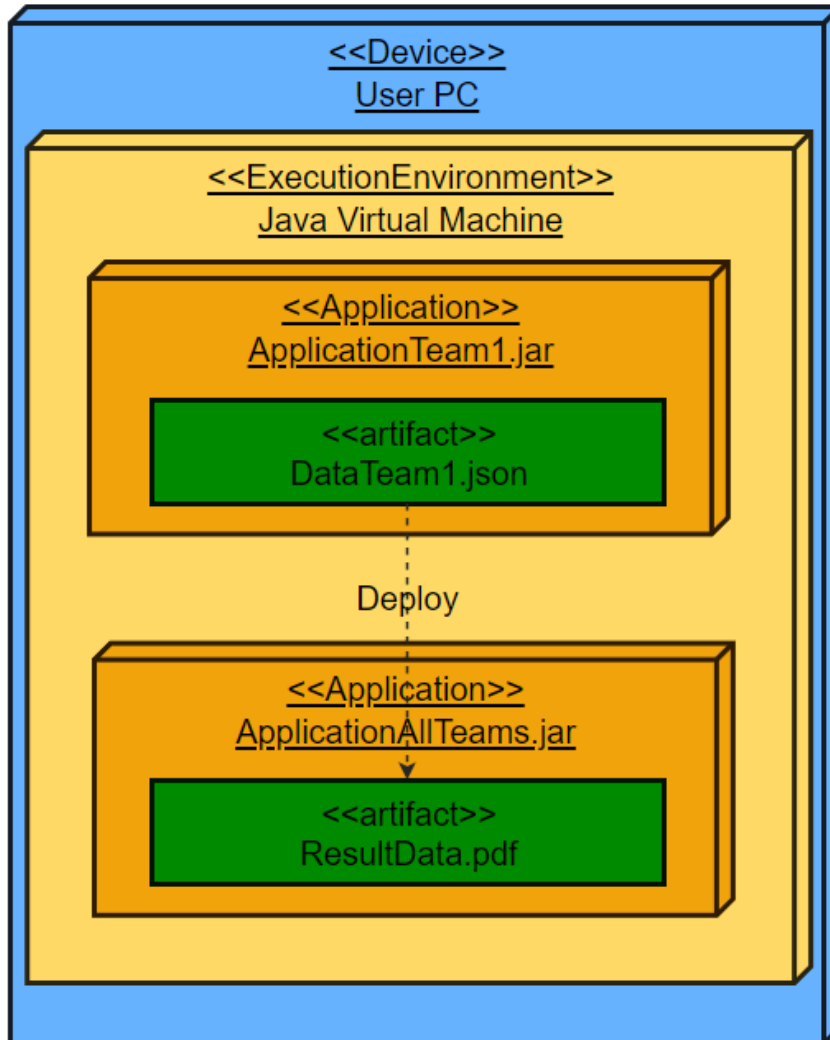 <<Device>>
User PC
<<ExecutionEnvironment>>
Java Virtual Machine
<<Application>>
ApplicationTeam1.jar
<<artifact>>
DataTeam1.json
Deploy
<<Application>>
ApplicationAllTeams.jar
<<artifact>>
ResultData.pdf